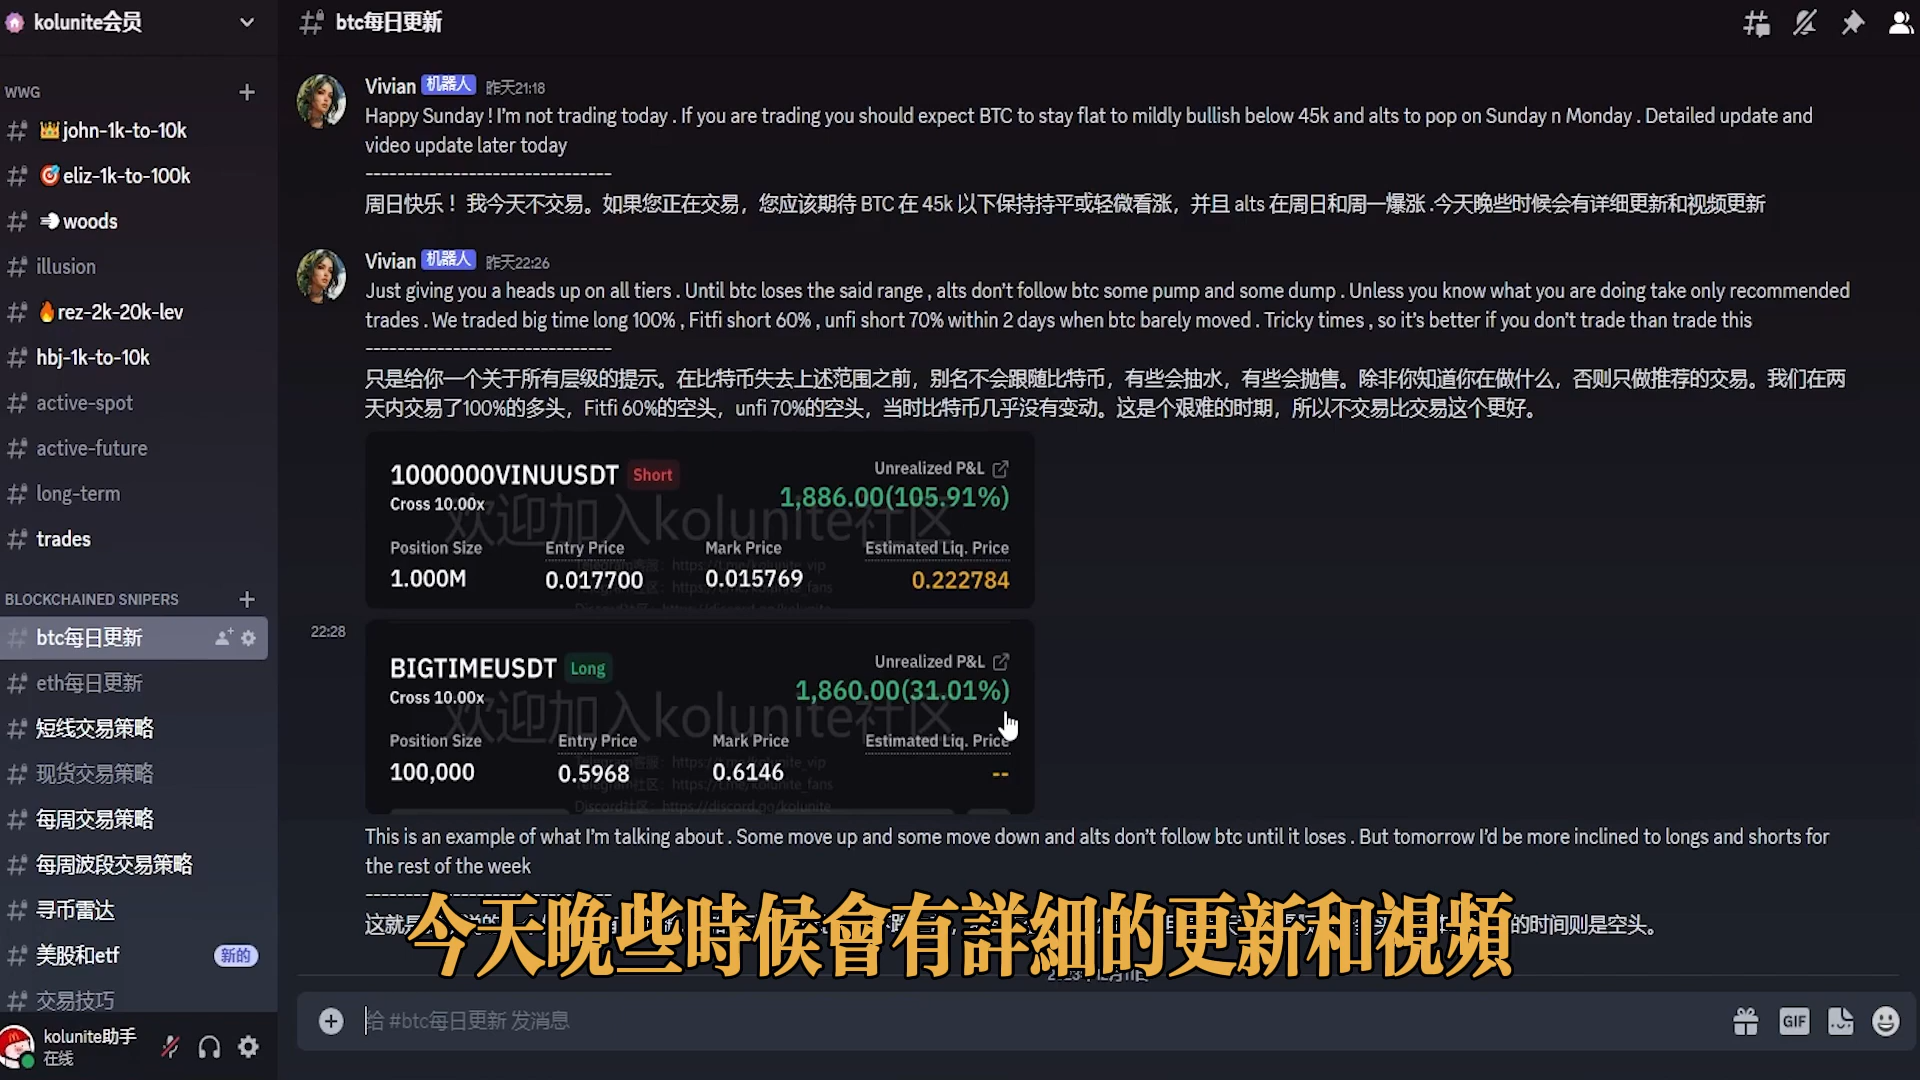 kolunite会员
WWG
john-1k-to-10k
eliz-1k-to-100k
woods
illusion
rez-2k-20k-lev
hbj-1k-to-10k
active-spot
active-future
long-term
trades
BLOCKCHAINED SNIPERS
btc每日更新
eth每日更新
短线交易策略
现货交易策略
每周交易策略
每周波段交易策略
寻币雷达
美股和etf 新的
交易技巧
kolunite助手
在线
btc每日更新
Vivian 机器人 昨天21:18
Happy Sunday ! I'm not trading today . If you are trading you should expect BTC to stay flat to mildly bullish below 45k and alts to pop on Sunday n Monday . Detailed update and
video update later today
------------------------------
周日快乐！ 我今天不交易。如果您正在交易，您应该期待 BTC 在 45k 以下保持持平或轻微看涨，并且 alts 在周日和周一爆涨 .今天晚些时候会有详细更新和视频更新
Vivian 机器人 昨天22:26
Just giving you a heads up on all tiers . Until btc loses the said range , alts don't follow btc some pump and some dump . Unless you know what you are doing take only recommended
trades . We traded big time long 100% , Fitfi short 60% , unfi short 70% within 2 days when btc barely moved . Tricky times , so it's better if you don't trade than trade this
------------------------------
只是给你一个关于所有层级的提示。在比特币失去上述范围之前，别名不会跟随比特币，有些会抽水，有些会抛售。除非你知道你在做什么，否则只做推荐的交易。我们在两
天内交易了100%的多头，Fitfi 60%的空头，unfi 70%的空头，当时比特币几乎没有变动。这是个艰难的时期，所以不交易比交易这个更好。
1000000VINUUSDT Short Unrealized P&L
Cross 10.00x 1,886.00(105.91%)
欢迎加入kolunite社区
Position Size Entry Price Mark Price Estimated Liq. Price
1.000M 0.017700 0.015769 0.222784
22:28
BIGTIMEUSDT Long Unrealized P&L
Cross 10.00x 1,860.00(31.01%)
欢迎加入kolunite社区
Position Size Entry Price Mark Price Estimated Liq. Price
100,000 0.5968 0.6146 --
Discord社区：https://discord.gg/kolunite
This is an example of what I'm talking about . Some move up and some move down and alts don't follow btc until it loses . But tomorrow I'd be more inclined to longs and shorts for
the rest of the week
今天晚些時候會有詳細的更新和視頻
的时间则是空头。
给 #btc每日更新 发消息
GIF